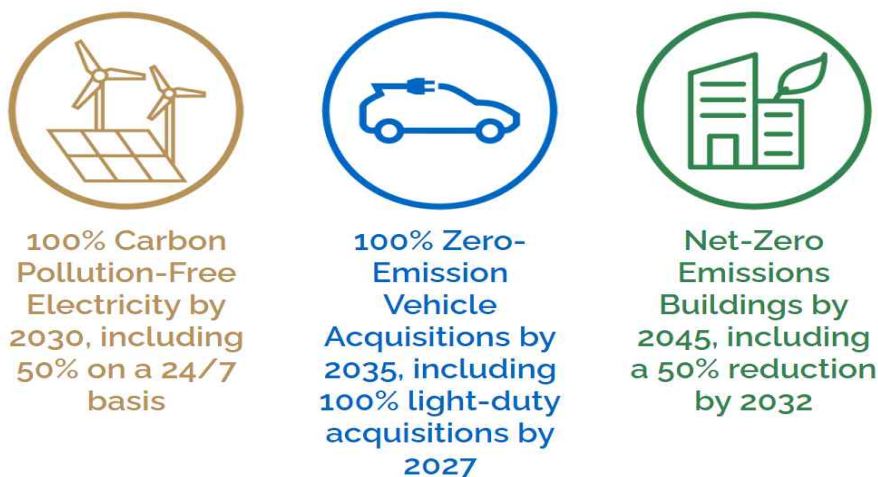 100% Carbon
Pollution-Free
Electricity by
2030, including
50% on a 24/7
basis
100% Zero-
Emission
Vehicle
Acquisitions by
2035, including
100% light-duty
acquisitions by
2027
Net-Zero
Emissions
Buildings by
2045, including
a 50% reduction
by 2032